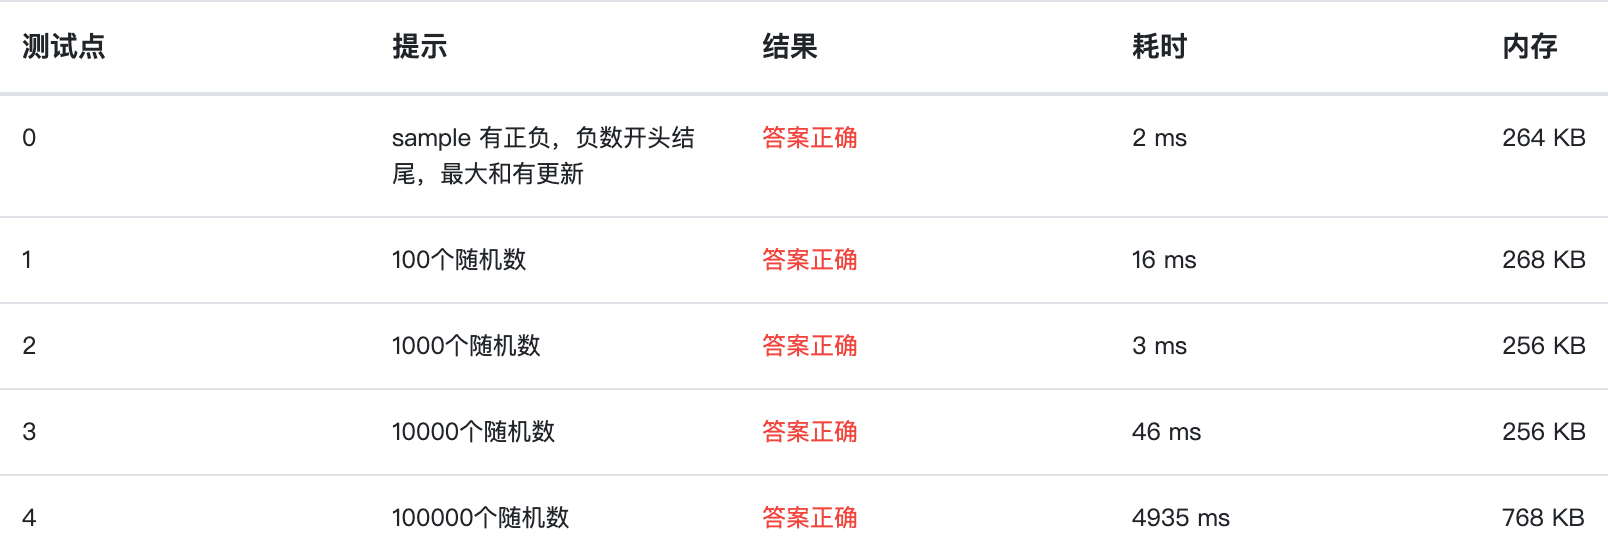 测试点 提示 结果 耗时 内存
0 sample 有正负，负数开头结 答案正确 2 ms 264 KB
尾，最大和有更新
1 100个随机数 答案正确 16 ms 268 KB
2 1000个随机数 答案正确 3 ms 256 KB
3 10000个随机数 答案正确 46 ms 256 KB
4 100000个随机数 答案正确 4935 ms 768 KB